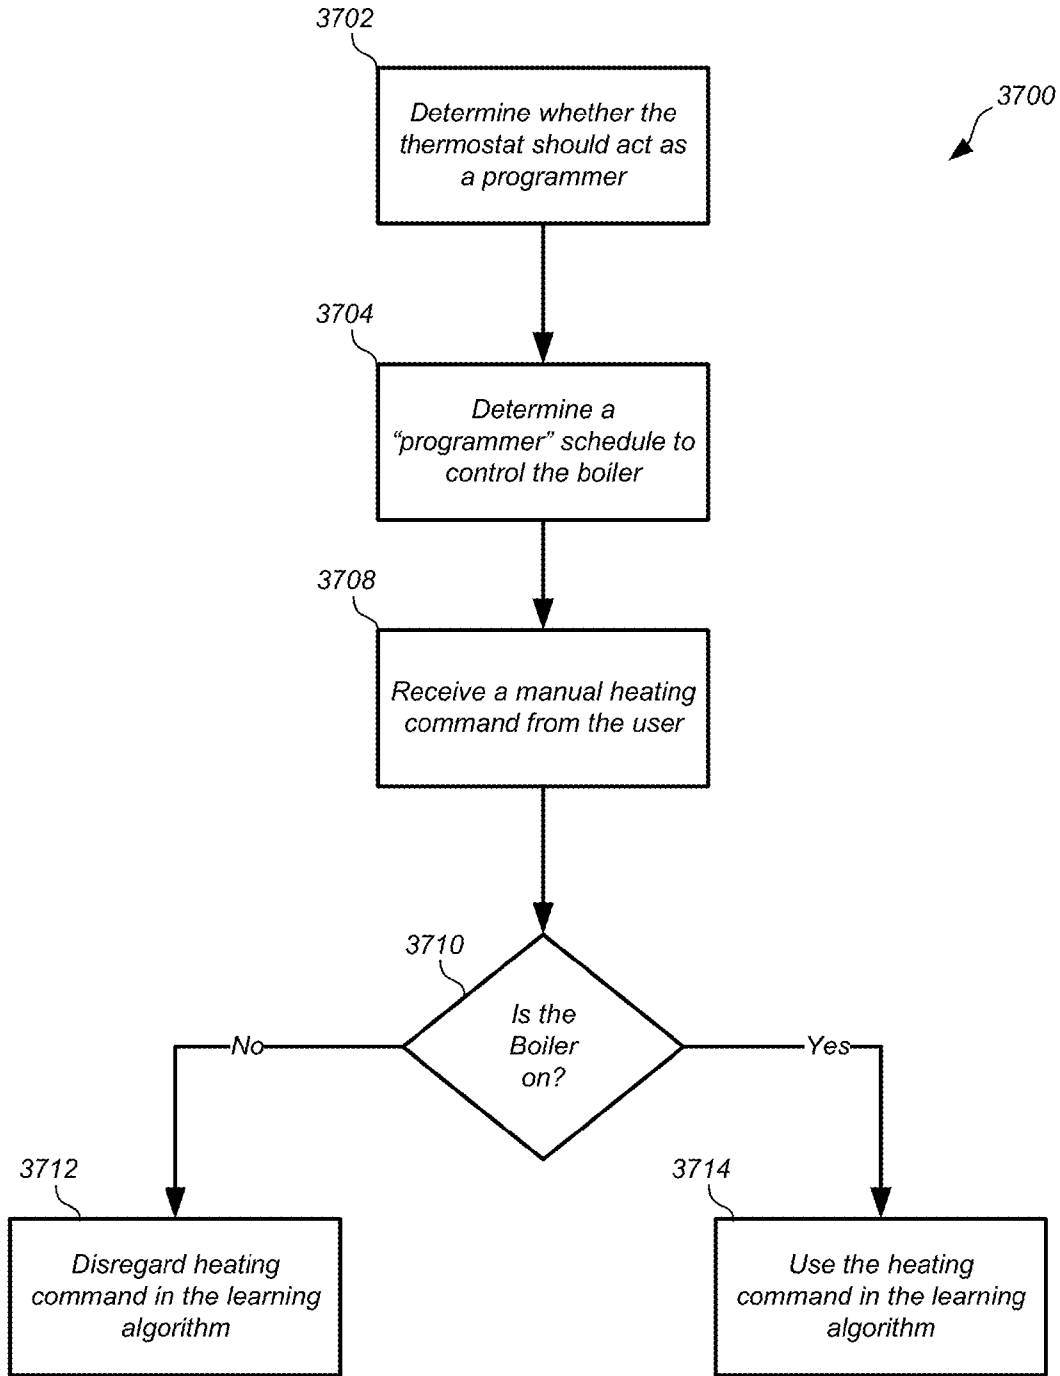 3702
3700
Determine whether the
thermostat should act as
a programmer
3704
Determine a
“programmer” schedule to
control the boiler
3708
Receive a manual heating
command from the user
3710
Is the
Boiler
on?
No
Yes
3712
3714
Disregard heating
command in the learning
algorithm
Use the heating
command in the learning
algorithm